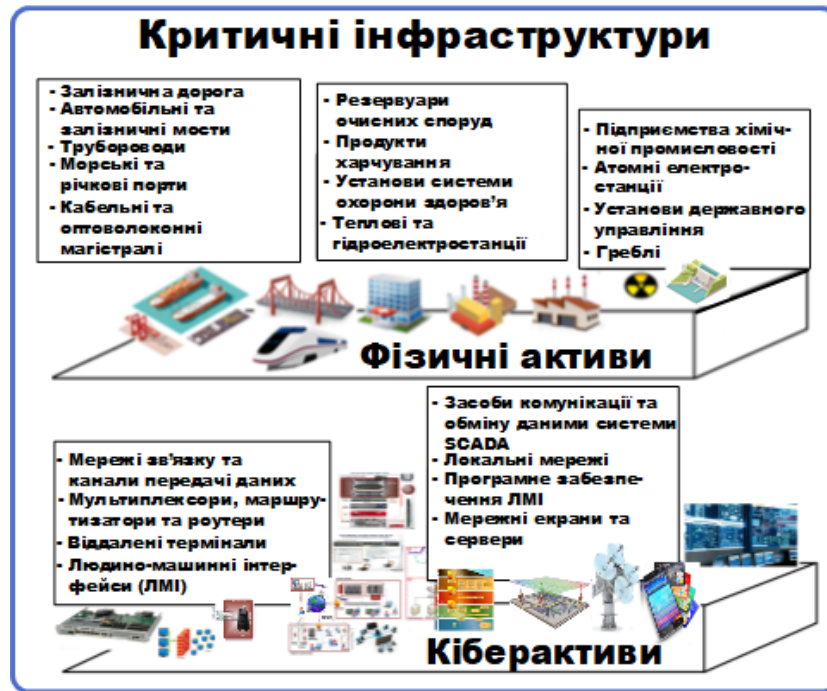 Критичні інфраструктури
- Залізнична дорога
- Автомобільні та
залізничні мости
- Трубороводи
- Морські та
річкові порти
- Кабельні та
оптоволоконні
магістралі
- Резервуари
очисних споруд
- Продукти
харчування
- Установи системи
охорони здоров’я
- Теплові та
гідроелектростанції
- Підприємства хіміч-
ної промисловості
- Атомні електро-
станції
- Установи державного
управління
- Греблі
Фізичні активи
- Мережі зв’язку та
канали передачі даних
- Мультиплексори, маршру-
тизатори та роутери
- Віддалені термінали
- Людино-машинні інтер-
фейси (ЛМІ)
- Засоби комунікації та
обміну даними системи
SCADA
- Локальні мережі
- Програмне забезпе-
чення ЛМІ
- Мережні екрани та
сервери
Кіберактиви